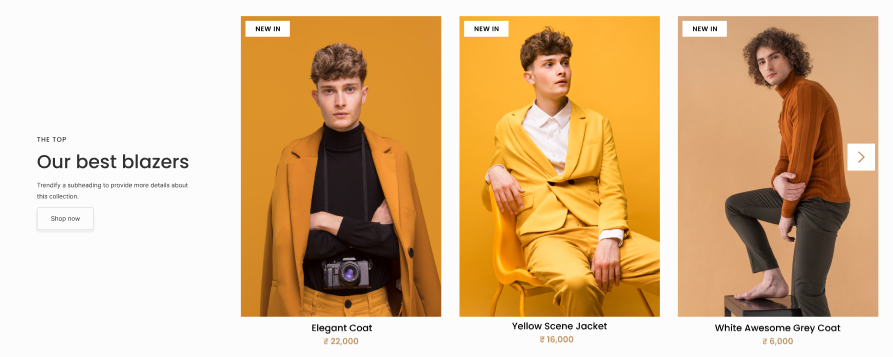 THE TOP
Our best blazers
Trendify a subheading to provide more details about
this collection.
Shop now
NEW IN
Elegant Coat
₹ 22,000
NEW IN
Yellow Scene Jacket
₹ 16,000
NEW IN
White Awesome Grey Coat
₹ 6,000